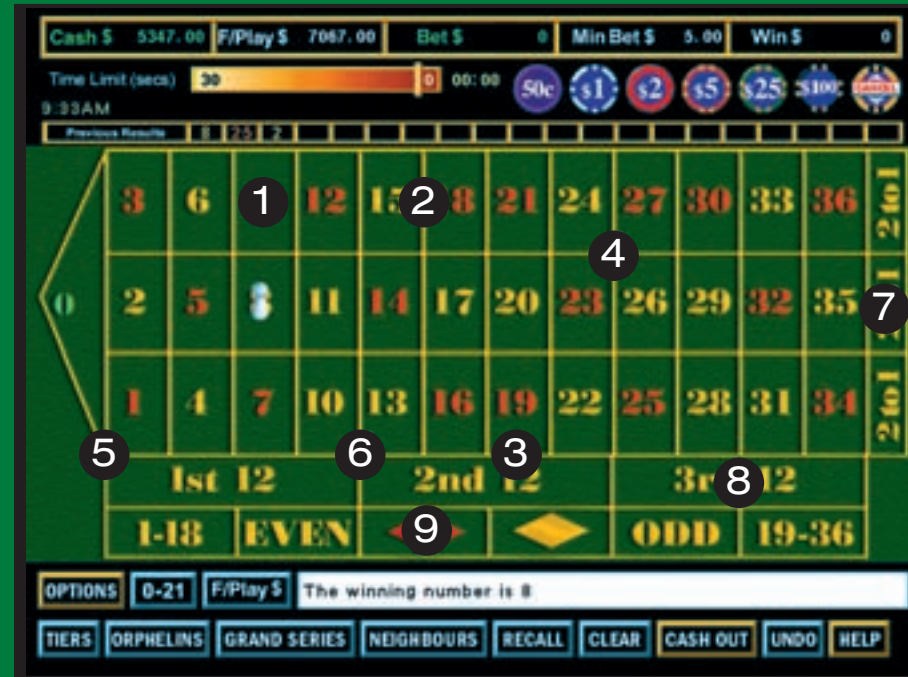 Cash $ 5347.00 F/Play $ 7067.00 Bet $ 0 Min Bet $ 5.00 Win $ 0
Time Limit (secs) 30 0 00:00 50c $1 $2 $5 $25 $100 CANCEL
9:33AM
Previous Results 8 25 2
3 6 1 12 15 2 8 21 24 27 30 33 36 2 to 1
4
0 2 5 8 11 14 17 20 23 26 29 32 35 7
1 4 7 10 13 16 19 22 25 28 31 34 2 to 1
5 6 3
1st 12 2nd 12 3r 8 12
1-18 EVEN 9 ODD 19-36
OPTIONS 0-21 F/Play $ The winning number is 8
TIERS ORPHELINS GRAND SERIES NEIGHBOURS RECALL CLEAR CASH OUT UNDO HELP